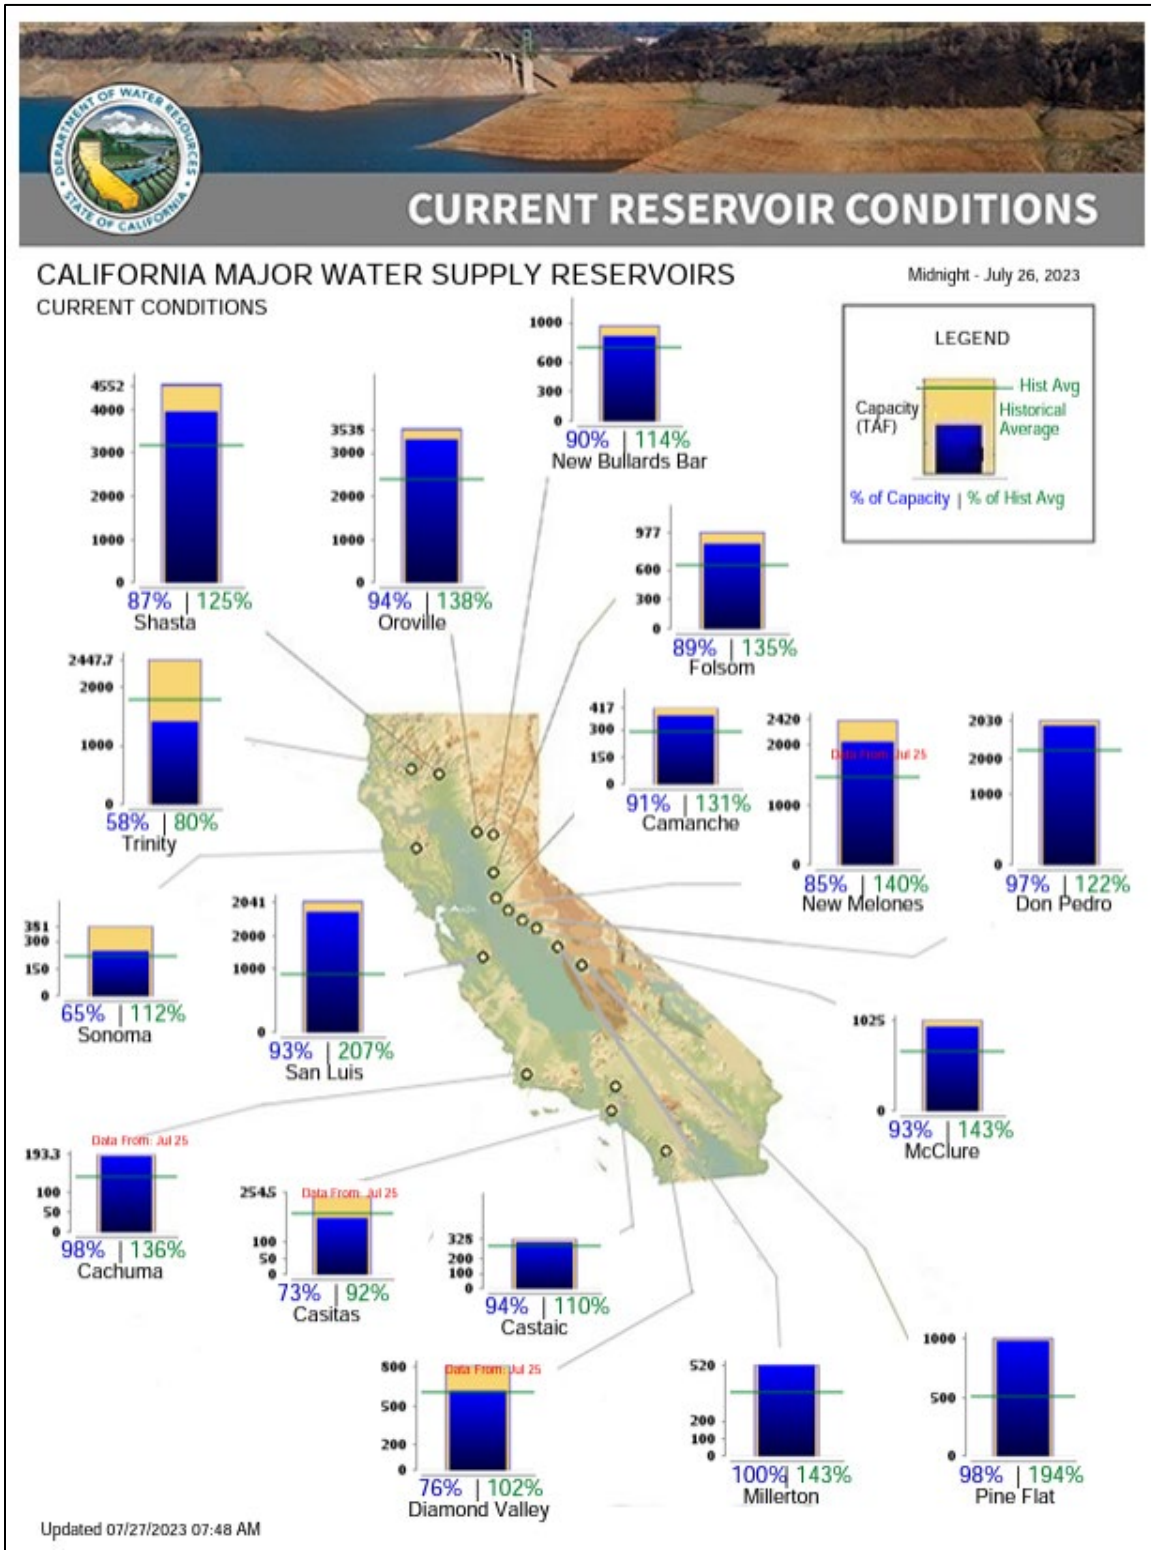 DEPARTMENT OF WATER RESOURCES
STATE OF CALIFORNIA
CURRENT RESERVOIR CONDITIONS
CALIFORNIA MAJOR WATER SUPPLY RESERVOIRS
Midnight - July 26, 2023
CURRENT CONDITIONS
LEGEND
Hist Avg
Capacity
(TAF)
Historical
Average
% of Capacity | % of Hist Avg
1000
600
300
0
90% | 114%
New Bullards Bar
4552
4000
3000
2000
1000
0
87% | 125%
Shasta
3538
3000
2000
1000
0
94% | 138%
Oroville
977
600
300
0
89% | 135%
Folsom
2447.7
2000
1000
0
58% | 80%
Trinity
417
300
150
0
91% | 131%
Camanche
2420
2000
1000
0
Data From: Jul 25
85% | 140%
New Melones
2030
2000
1000
0
97% | 122%
Don Pedro
381
300
150
0
65% | 112%
Sonoma
2041
2000
1000
0
93% | 207%
San Luis
1025
0
93% | 143%
McClure
Data From: Jul 25
193.3
100
50
0
98% | 136%
Cachuma
254.5
Data From: Jul 25
100
50
0
73% | 92%
Casitas
328
200
100
0
94% | 110%
Castaic
800
Data From: Jul 25
500
200
0
76% | 102%
Diamond Valley
520
200
100
0
100% | 143%
Millerton
1000
500
0
98% | 194%
Pine Flat
Updated 07/27/2023 07:48 AM